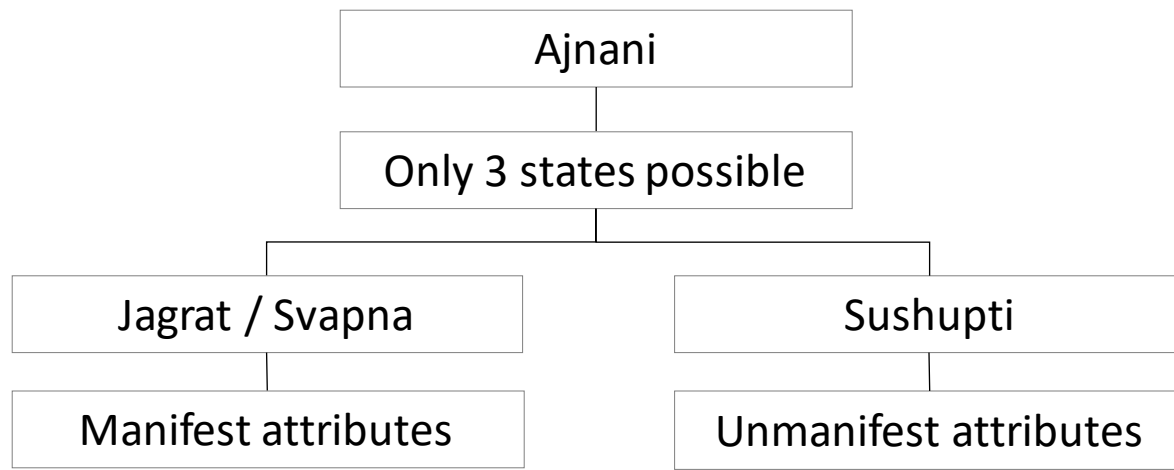 Ajnani
Only 3 states possible
Jagrat / Svapna
Sushupti
Manifest attributes
Unmanifest attributes